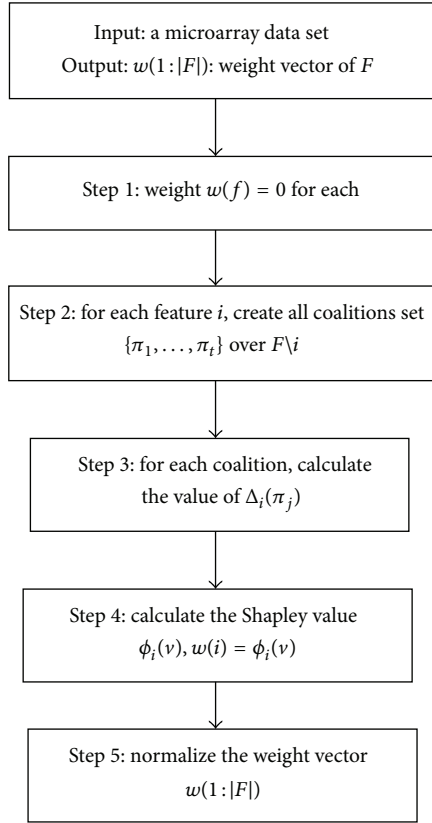 Input: a microarray data set
Output: w(1:|F|): weight vector of F
Step 1: weight w(f) = 0 for each
Step 2: for each feature i, create all coalitions set
{π₁, . . . , πₜ} over F\i
Step 3: for each coalition, calculate
the value of Δᵢ(πⱼ)
Step 4: calculate the Shapley value
ϕᵢ(v), w(i) = ϕᵢ(v)
Step 5: normalize the weight vector
w(1:|F|)